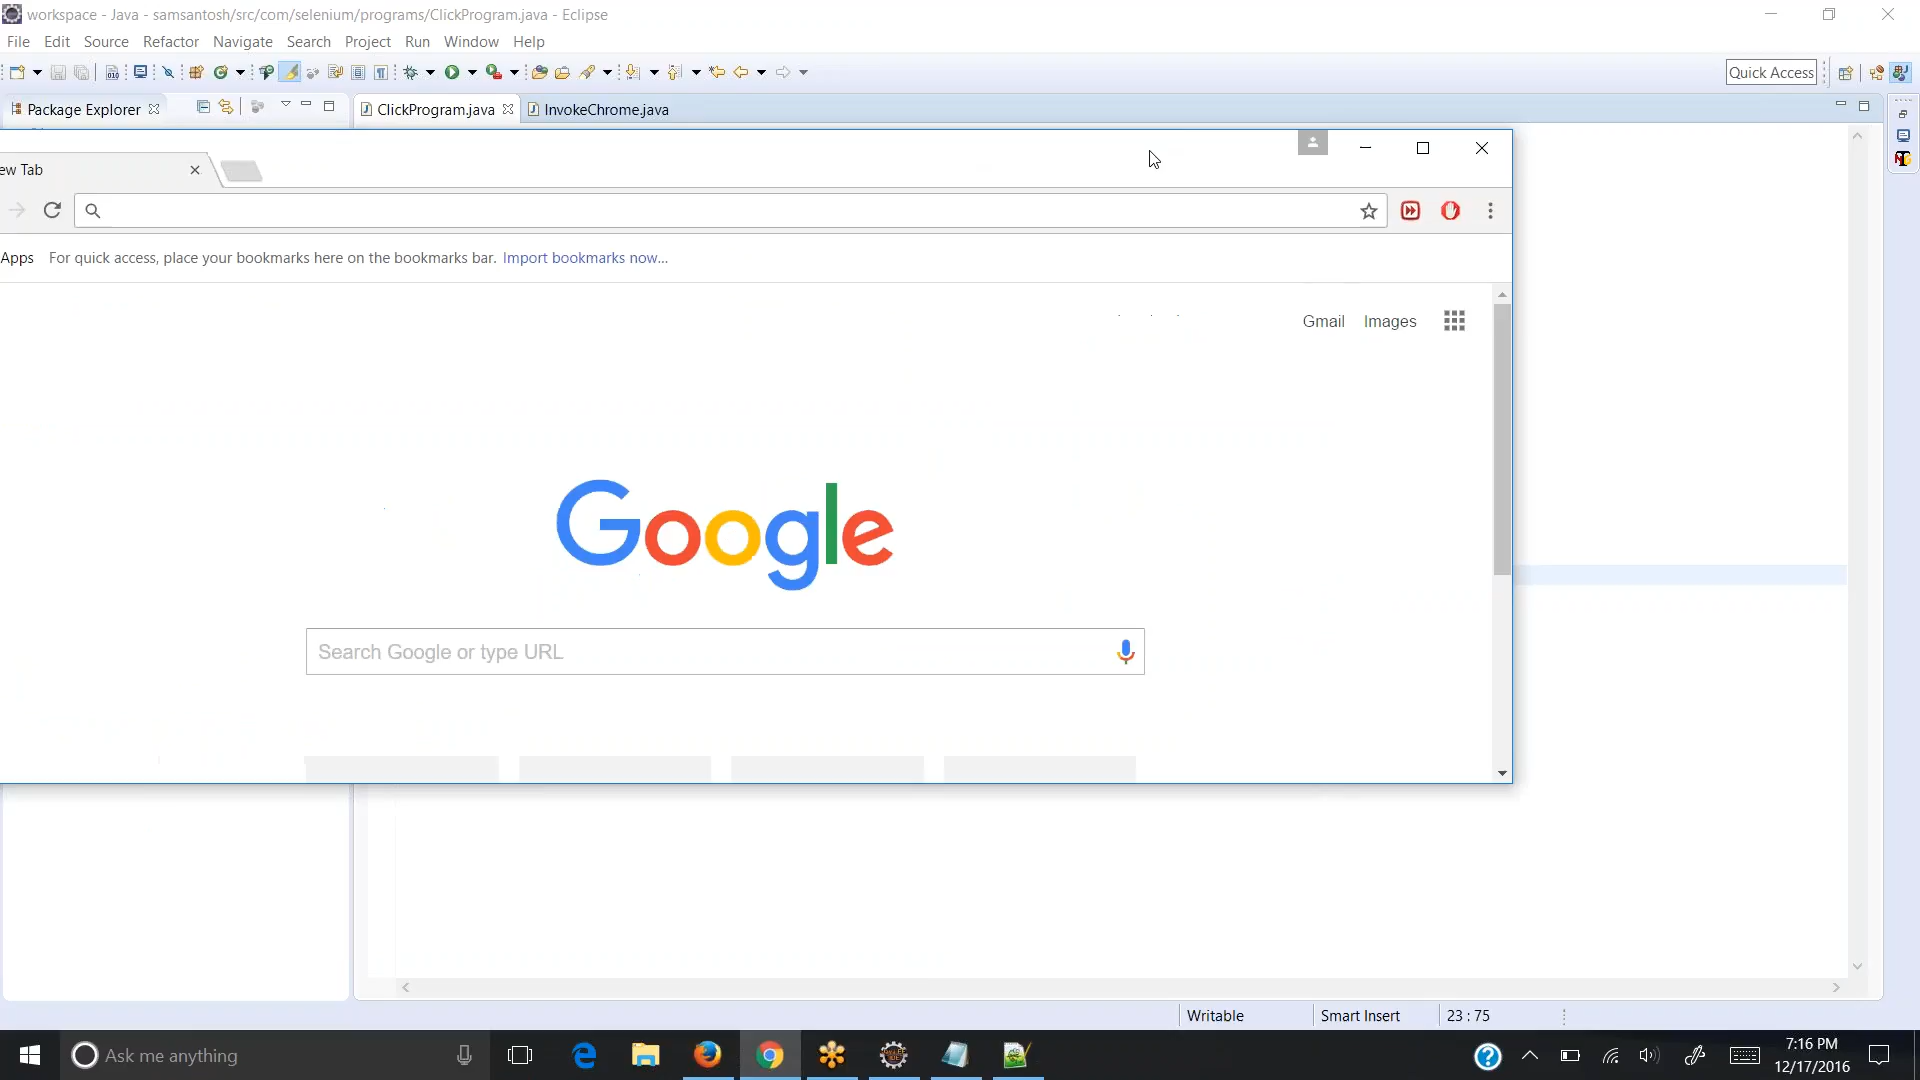 workspace - Java - samsantosh/src/com/selenium/programs/ClickProgram.java - Eclipse
File Edit Source Refactor Navigate Search Project Run Window Help
Quick Access
Package Explorer
ClickProgram.java
InvokeChrome.java
ew Tab
Apps For quick access, place your bookmarks here on the bookmarks bar. Import bookmarks now...
Gmail Images
Google
Search Google or type URL
Writable Smart Insert 23 : 75
Ask me anything
7:16 PM
12/17/2016